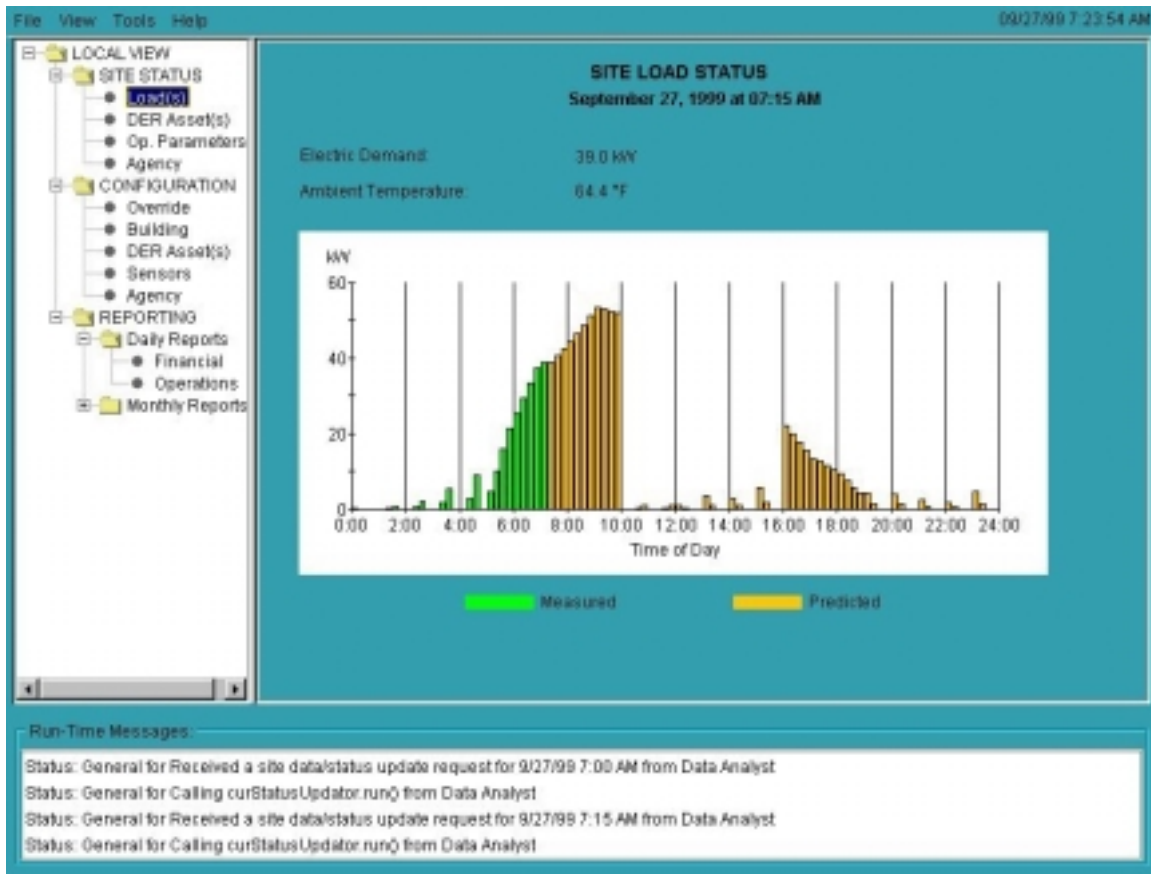 File View Tools Help 09/27/99 7:23:54 AM
LOCAL VIEW
SITE STATUS
Load(s)
DER Asset(s)
Op. Parameters
Agency
CONFIGURATION
Override
Building
DER Asset(s)
Sensors
Agency
REPORTING
Daily Reports
Financial
Operations
Monthly Reports
SITE LOAD STATUS
September 27, 1999 at 07:15 AM
Electric Demand: 39.0 kW
Ambient Temperature: 64.4 °F
kW
60
40
20
0
0:00 2:00 4:00 6:00 8:00 10:00 12:00 14:00 16:00 18:00 20:00 22:00 24:00
Time of Day
Measured Predicted
Run-Time Messages:
Status: General for Received a site data/status update request for 9/27/99 7:00 AM from Data Analyst
Status: General for Calling curStatusUpdator.run() from Data Analyst
Status: General for Received a site data/status update request for 9/27/99 7:15 AM from Data Analyst
Status: General for Calling curStatusUpdator.run() from Data Analyst